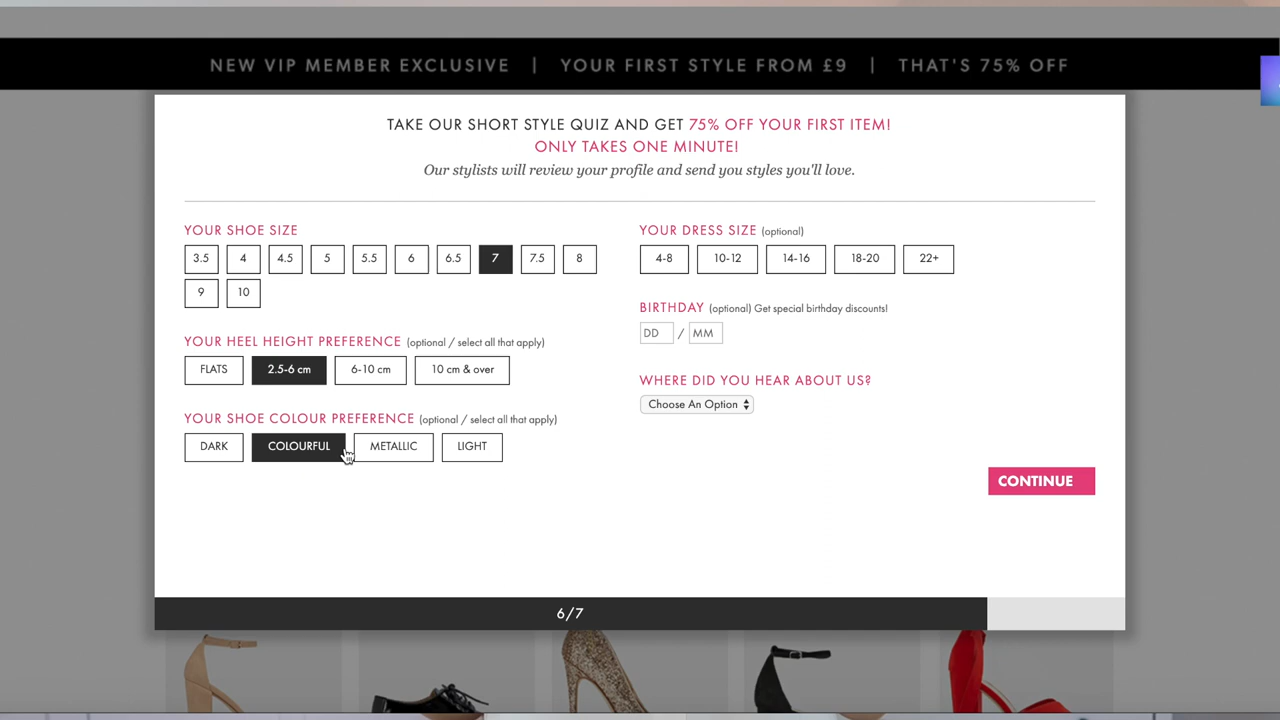 NEW VIP MEMBER EXCLUSIVE | YOUR FIRST STYLE FROM £9 | THAT'S 75% OFF
TAKE OUR SHORT STYLE QUIZ AND GET 75% OFF YOUR FIRST ITEM!
ONLY TAKES ONE MINUTE!
Our stylists will review your profile and send you styles you'll love.
YOUR SHOE SIZE
3.5 4 4.5 5 5.5 6 6.5 7 7.5 8
9 10
YOUR HEEL HEIGHT PREFERENCE (optional / select all that apply)
FLATS 2.5-6 cm 6-10 cm 10 cm & over
YOUR SHOE COLOUR PREFERENCE (optional / select all that apply)
DARK COLOURFUL METALLIC LIGHT
YOUR DRESS SIZE (optional)
4-8 10-12 14-16 18-20 22+
BIRTHDAY (optional) Get special birthday discounts!
DD / MM
WHERE DID YOU HEAR ABOUT US?
Choose An Option
CONTINUE
6/7